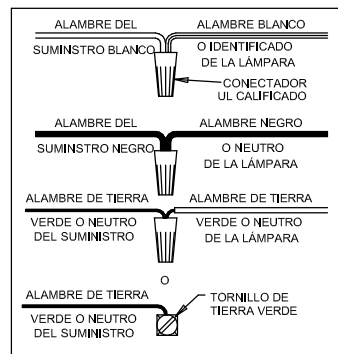 ALAMBRE DEL ALAMBRE BLANCO
SUMINSTRO BLANCO O IDENTIFICADO
DE LA LÁMPARA
CONECTADOR
UL CALIFICADO
ALAMBRE DEL ALAMBRE NEGRO
SUMINSTRO NEGRO O NEUTRO
DE LA LÁMPARA
ALAMBRE DE TIERRA ALAMBRE DE TIERRA
VERDE O NEUTRO VERDE O NEUTRO
DEL SUMINISTRO DE LA LÁMPARA
O
ALAMBRE DE TIERRA TORNILLO DE
TIERRA VERDE
VERDE O NEUTRO
DEL SUMINISTRO